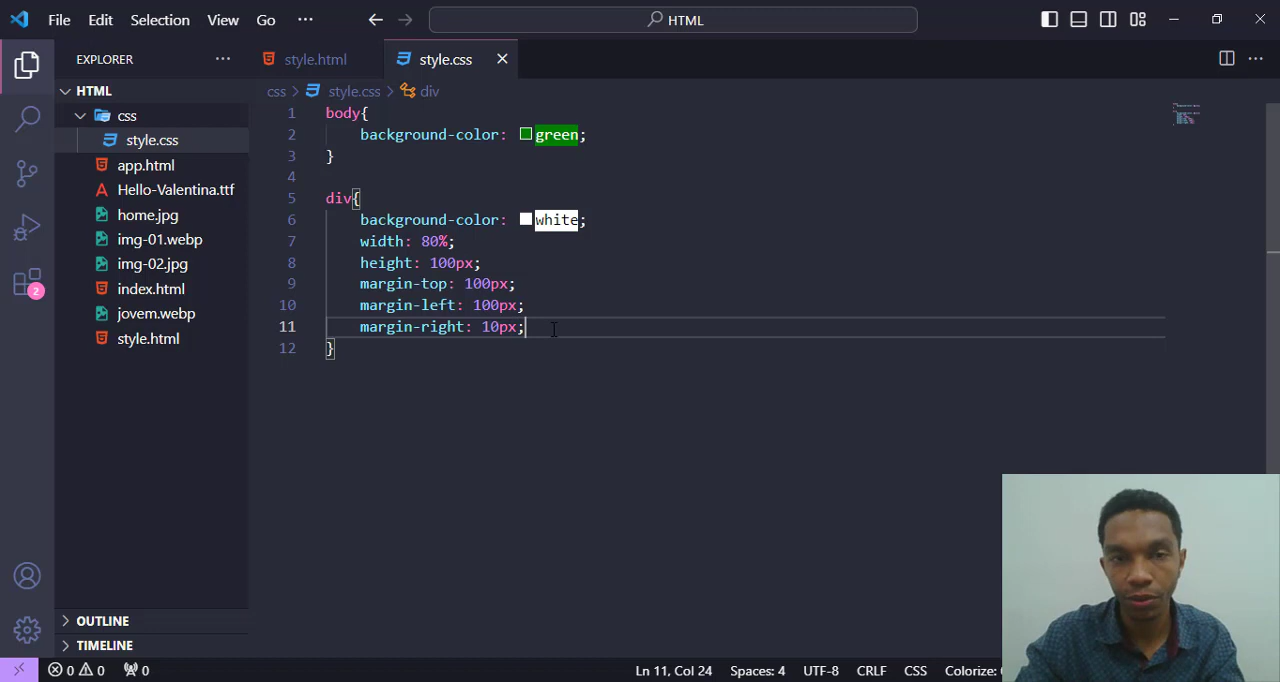 File Edit Selection View Go ··· HTML
EXPLORER ··· style.html style.css
HTML
css
style.css
app.html
Hello-Valentina.ttf
home.jpg
img-01.webp
img-02.jpg
index.html
jovem.webp
style.html
OUTLINE
TIMELINE
2
css > style.css > div
1 body{
2 background-color: green;
3 }
4
5 div{
6 background-color: white;
7 width: 80%;
8 height: 100px;
9 margin-top: 100px;
10 margin-left: 100px;
11 margin-right: 10px;
12 }
0 0 0 Ln 11, Col 24 Spaces: 4 UTF-8 CRLF CSS Colorize: